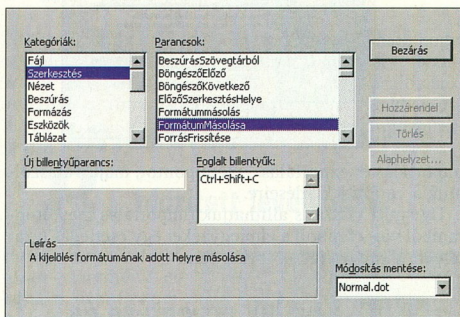 Kategóriák:
Fájl
Szerkesztés
Nézet
Beszúrás
Formázás
Eszközök
Táblázat
Parancsok:
BeszúrásSzövegtárból
BöngészőElőző
BöngészőKövetkező
ElőzőSzerkesztésHelye
Formátummásolás
FormátumMásolása
ForrásFrissítése
Bezárás
Hozzárendel
Törlés
Alaphelyzet...
Új billentyűparancs:
Foglalt billentyűk:
Ctrl+Shift+C
Leírás
A kijelölés formátumának adott helyre másolása
Módosítás mentése:
Normal.dot